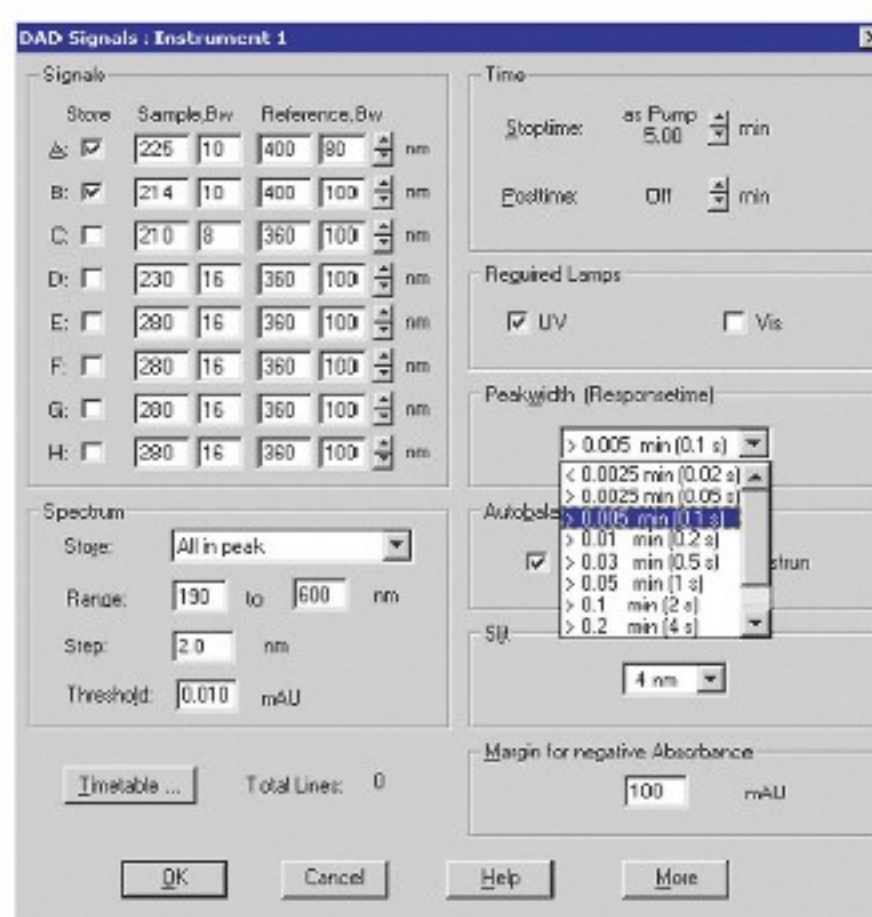 DAD Signals : Instrument 1
Signals
Store Sample,Bw Reference,Bw
A: 225 10 400 80 nm
B: 214 10 400 100 nm
C: 210 8 360 100 nm
D: 230 16 360 100 nm
E: 280 16 360 100 nm
F: 280 16 360 100 nm
G: 280 16 360 100 nm
H: 280 16 360 100 nm
Spectrum
Store: All in peak
Range: 190 to 600 nm
Step: 2.0 nm
Threshold: 0.010 mAU
Timetable ... Total Lines: 0
Time
Stoptime: as Pump 5.00 min
Posttime: Off min
Required Lamps
UV Vis
Peakwidth (Responsetime)
> 0.005 min (0.1 s)
< 0.0025 min (0.02 s)
> 0.0025 min (0.05 s)
> 0.005 min (0.1 s)
> 0.01 min (0.2 s)
> 0.03 min (0.5 s)
> 0.05 min (1 s)
> 0.1 min (2 s)
> 0.2 min (4 s)
Slit
4 nm
Margin for negative Absorbance
100 mAU
OK Cancel Help More